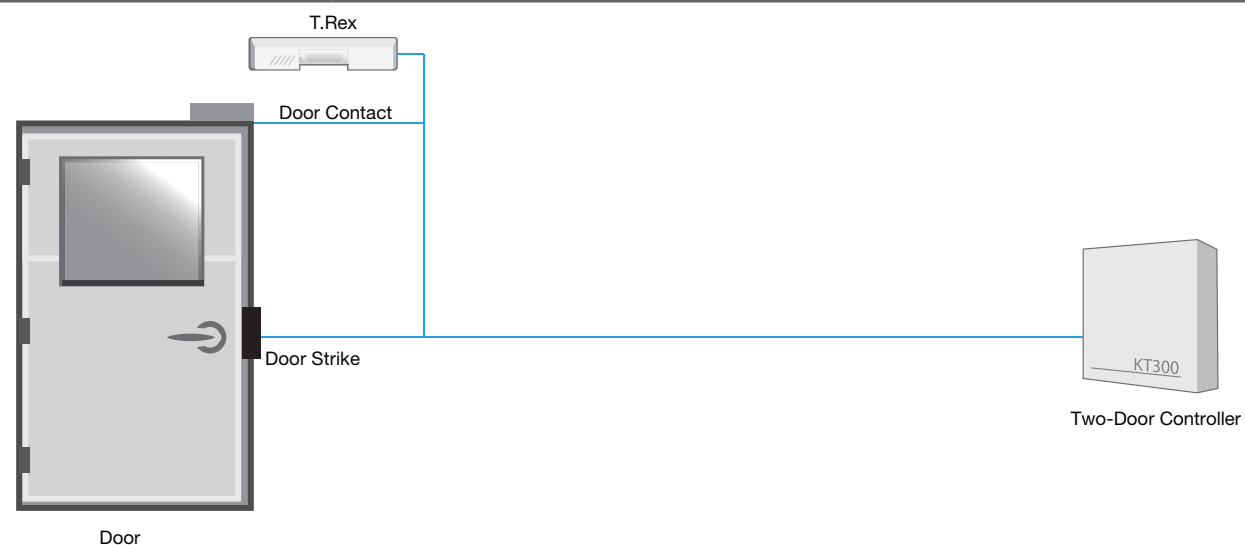 T.Rex
Door Contact
Door Strike
KT300
Two-Door Controller
Door